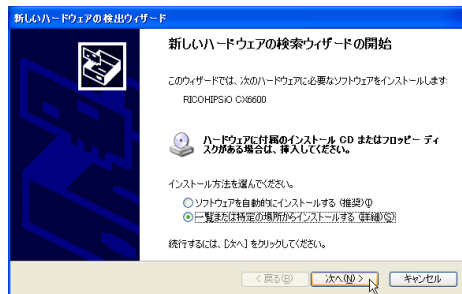 新しいハードウェアの検出ウィザード
新しいハードウェアの検索ウィザードの開始
このウィザードでは、次のハードウェアに必要なソフトウェアをインストールします:
RICOHIPSiO CX6600
ハードウェアに付属のインストール CD またはフロッピー ディ
スクがある場合は、挿入してください。
インストール方法を選んでください。
ソフトウェアを自動的にインストールする (推奨)(I)
一覧または特定の場所からインストールする (詳細)(S)
続行するには、[次へ] をクリックしてください。
< 戻る(B) 次へ(N) > キャンセル